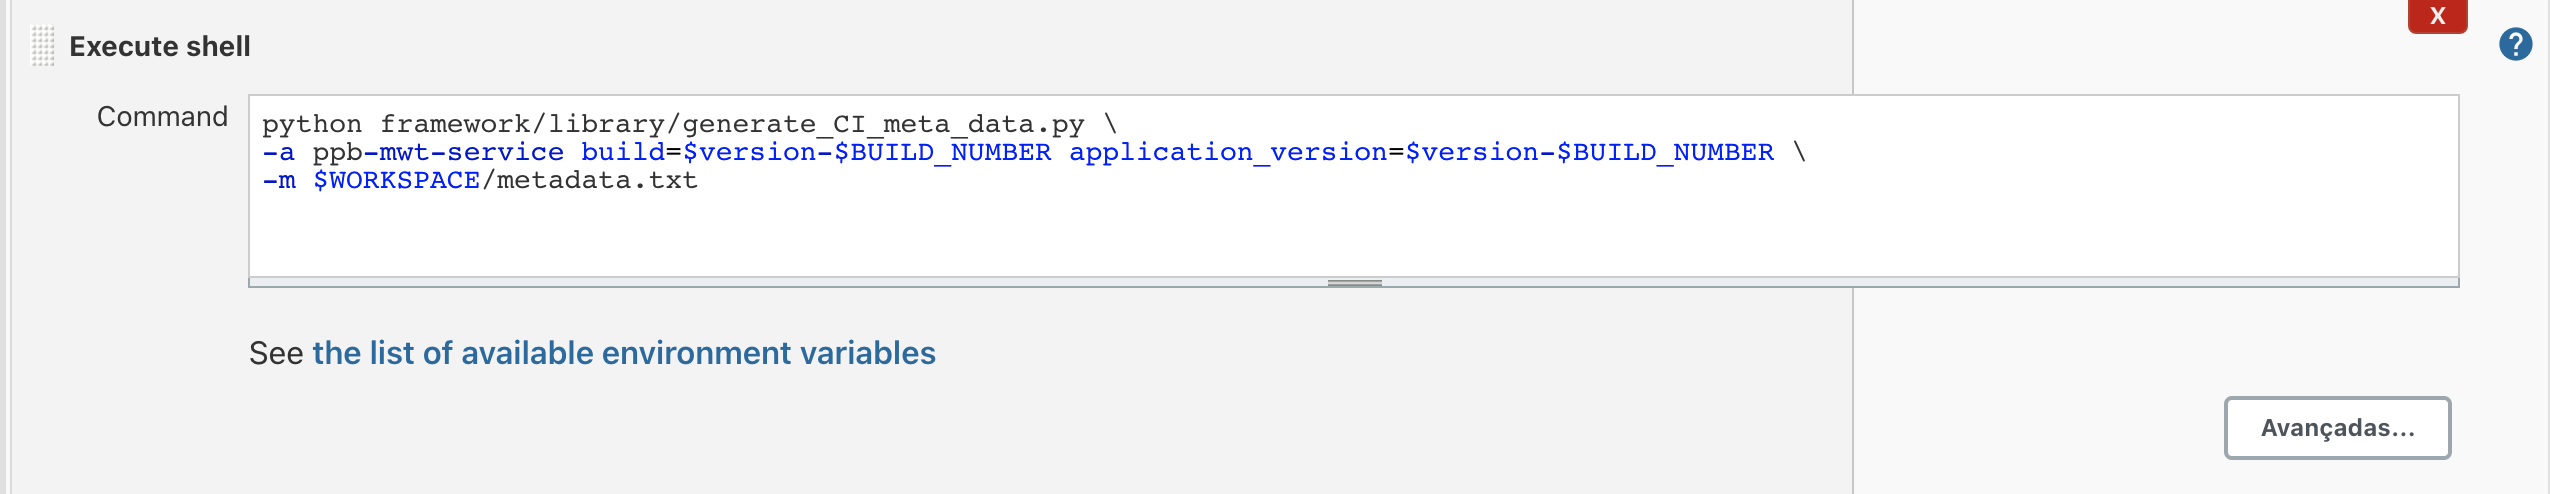 X
Execute shell
?
Command
python framework/library/generate_CI_meta_data.py \
-a ppb-mwt-service build=$version-$BUILD_NUMBER application_version=$version-$BUILD_NUMBER \
-m $WORKSPACE/metadata.txt
See the list of available environment variables
Avançadas...